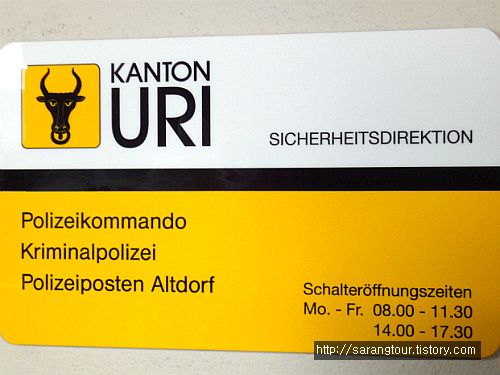 KANTON
URI
SICHERHEITSDIREKTION
Polizeikommando
Kriminalpolizei
Polizeiposten Altdorf
Schalteröffnungszeiten
Mo. - Fr. 08.00 - 11.30
14.00 - 17.30
http://sarangtour.tistory.com